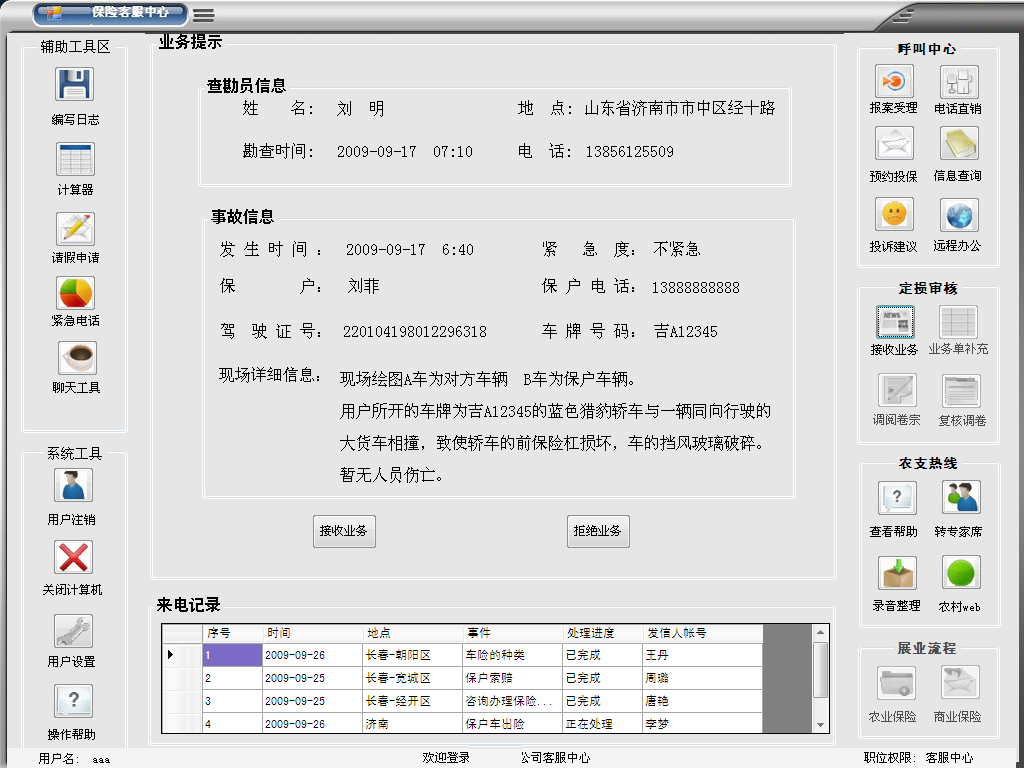 保险客服中心
辅助工具区
编写日志
计算器
请假申请
紧急电话
聊天工具
系统工具
用户注销
关闭计算机
用户设置
操作帮助
业务提示
查勘员信息
姓 名: 刘 明 地 点: 山东省济南市市中区经十路
勘查时间: 2009-09-17 07:10 电 话: 13856125509
事故信息
发 生 时 间 : 2009-09-17 6:40 紧 急 度: 不紧急
保 户: 刘菲 保 户 电 话: 13888888888
驾 驶 证 号: 220104198012296318 车 牌 号 码: 吉A12345
现场详细信息: 现场绘图A车为对方车辆 B车为保户车辆。
用户所开的车牌为吉A12345的蓝色猎豹轿车与一辆同向行驶的
大货车相撞，致使轿车的前保险杠损坏，车的挡风玻璃破碎。
暂无人员伤亡。
接收业务 拒绝业务
来电记录
序号 时间 地点 事件 处理进度 发信人帐号
1 2009-09-26 长春-朝阳区 车险的种类 已完成 王丹
2 2009-09-25 长春-宽城区 保户索赔 已完成 周璐
3 2009-09-25 长春-经开区 咨询办理保险... 已完成 唐艳
4 2009-09-26 济南 保户车出险 正在处理 李梦
呼叫中心
报案受理 电话直销
预约投保 信息查询
投诉建议 远程办公
定损审核
NEWS
接收业务 业务单补充
调阅卷宗 复核调卷
农支热线
查看帮助 转专家席
录音整理 农村web
展业流程
农业保险 商业保险
用户名: aaa 欢迎登录 公司客服中心 职位权限: 客服中心